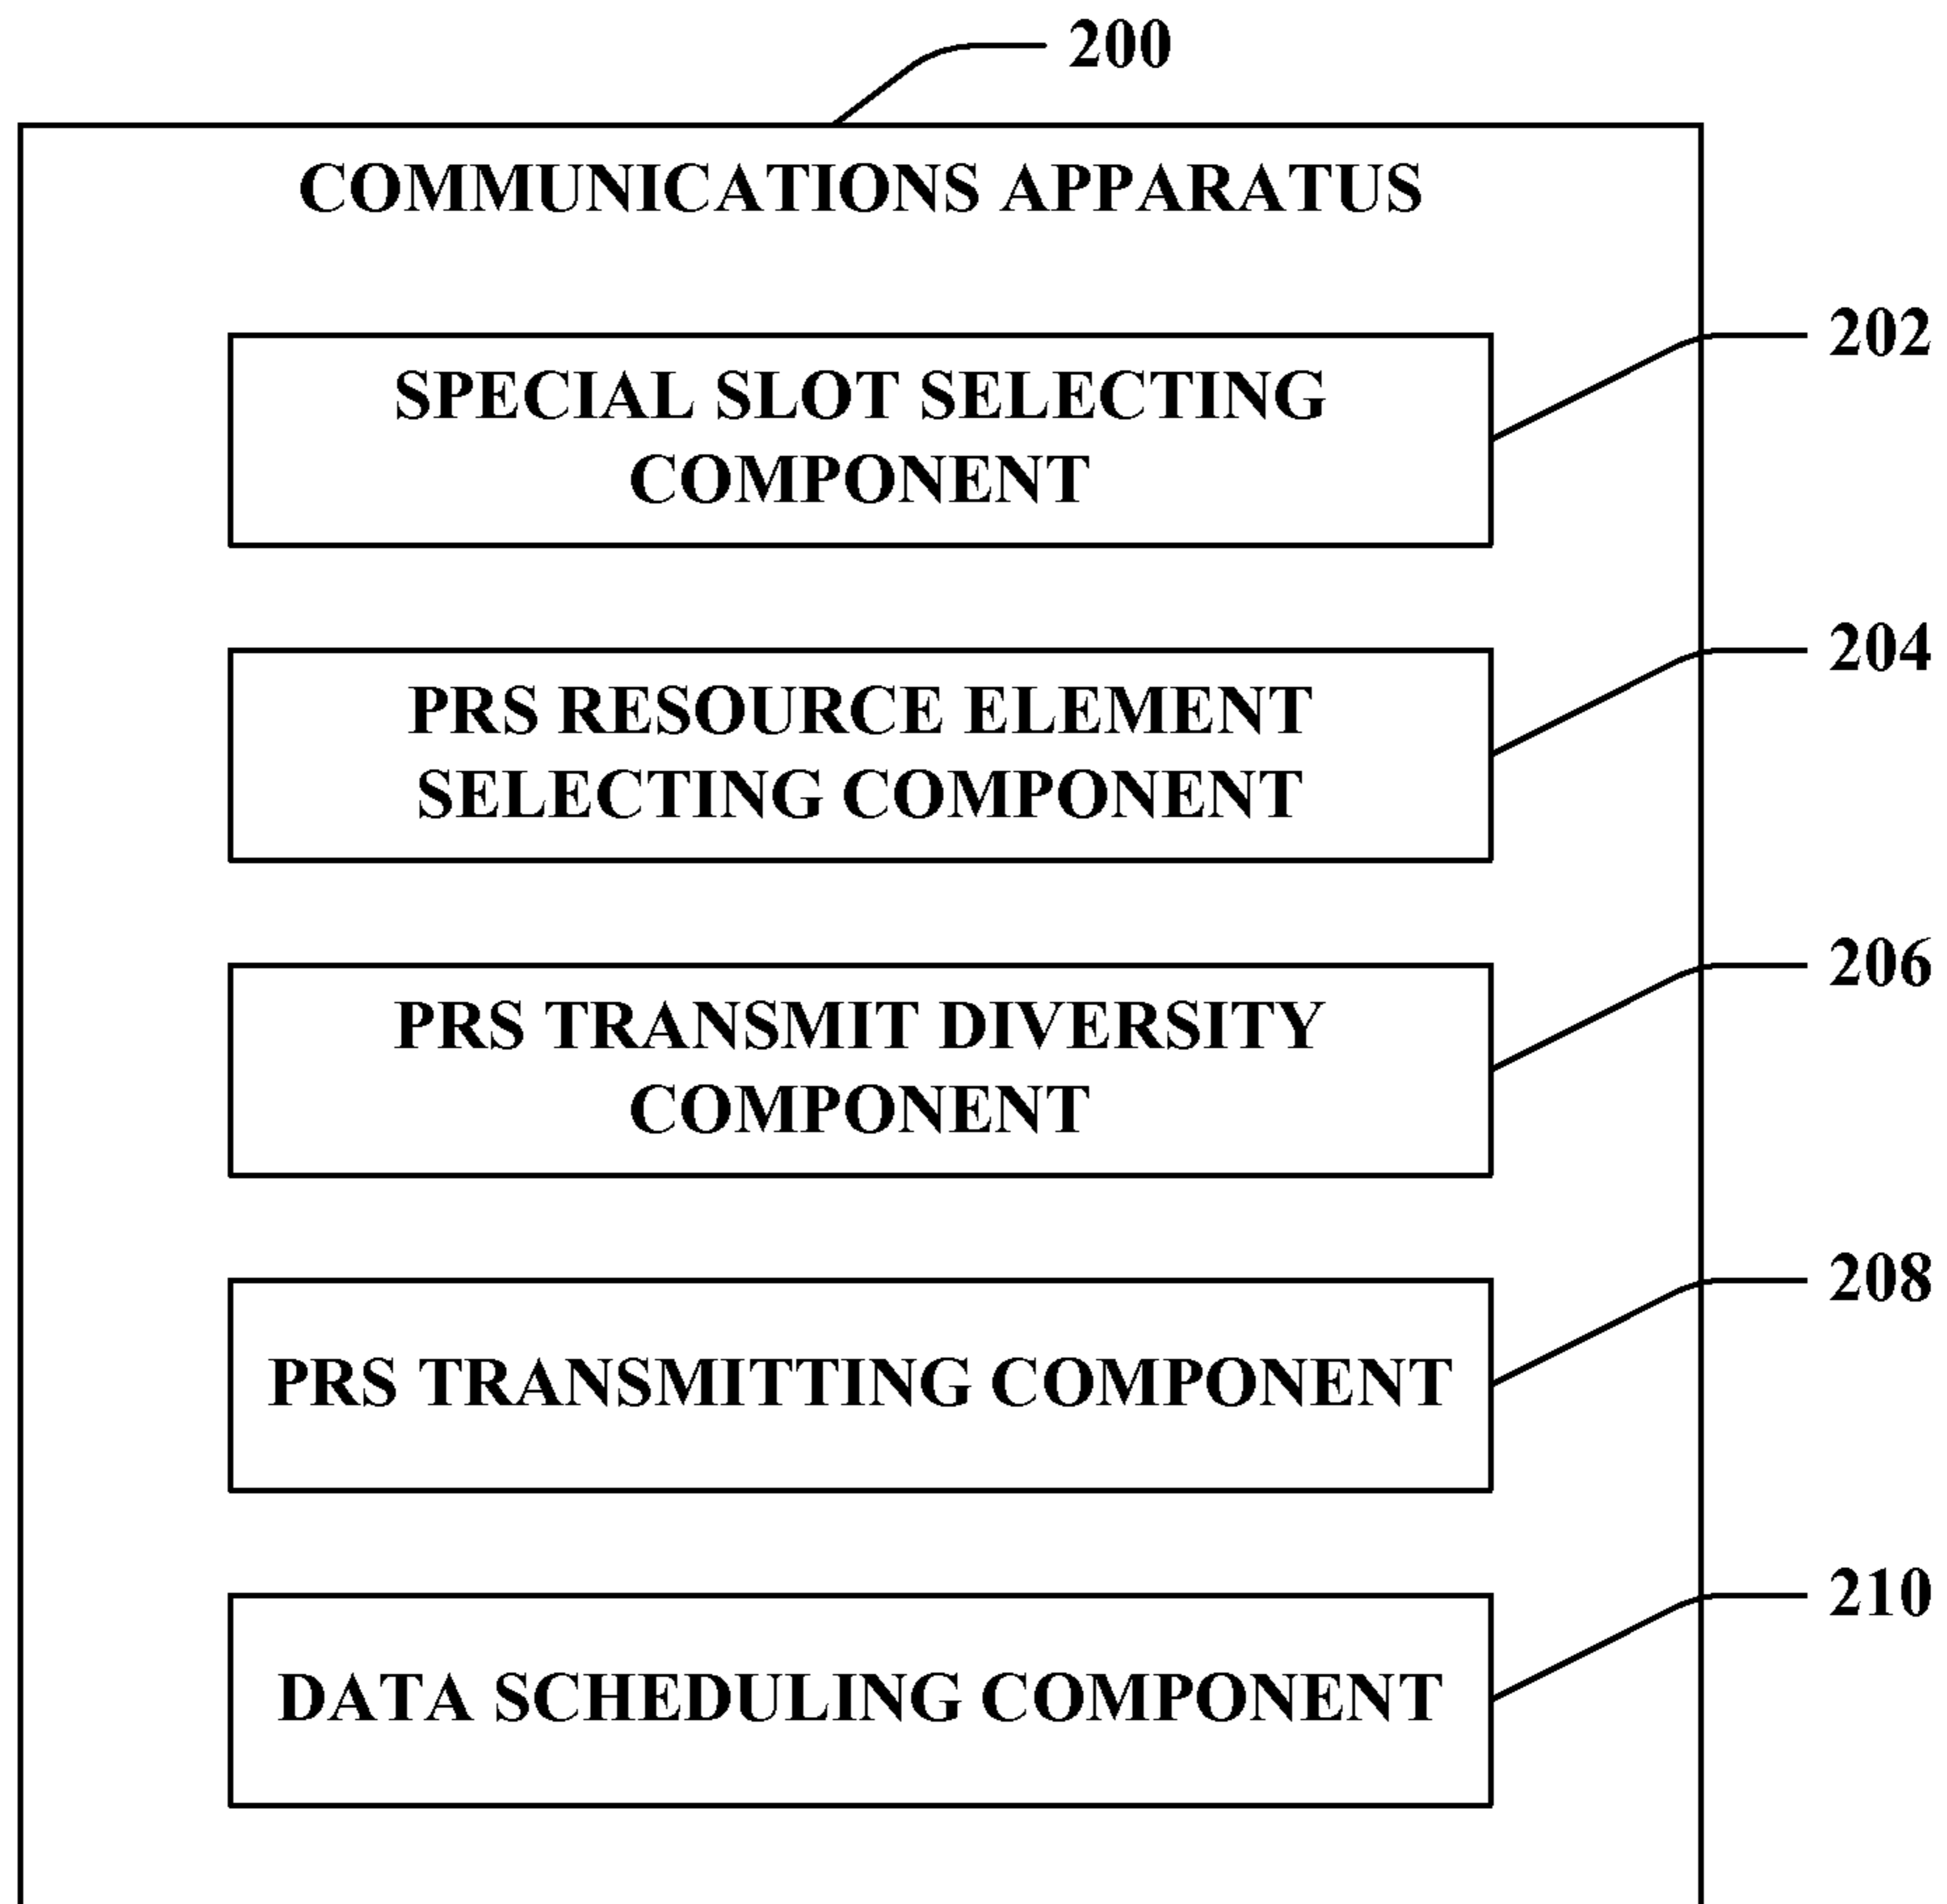 200
COMMUNICATIONS APPARATUS
202
SPECIAL SLOT SELECTING
COMPONENT
204
PRS RESOURCE ELEMENT
SELECTING COMPONENT
206
PRS TRANSMIT DIVERSITY
COMPONENT
208
PRS TRANSMITTING COMPONENT
210
DATA SCHEDULING COMPONENT